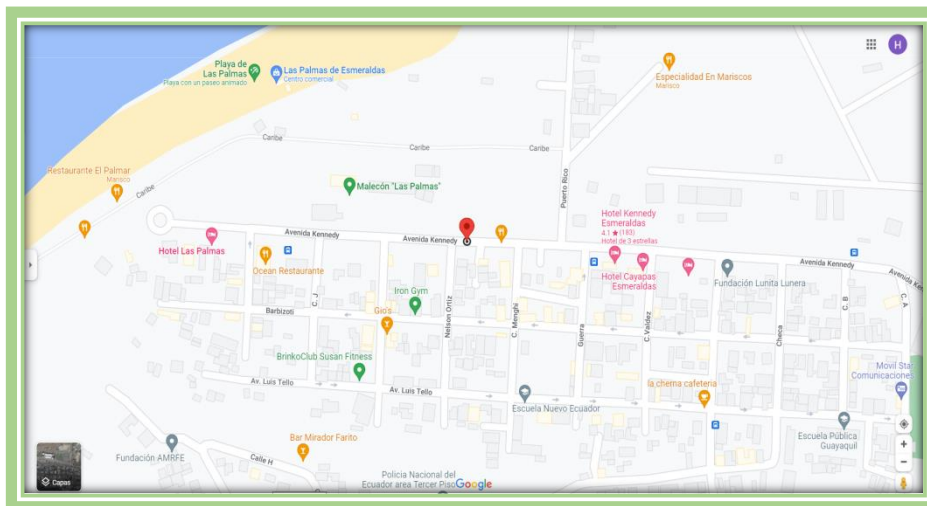 H
Playa de
Las Palmas
Playa con un paseo animado
Las Palmas de Esmeraldas
Centro comercial
Especialidad En Mariscos
Marisco
Caribe
Caribe
Caribe
Restaurante El Palmar
Marisco
Caribe
Malecón "Las Palmas"
Puerto Rico
Hotel Kennedy
Esmeraldas
4.1 ★ (183)
Hotel de 3 estrellas
Avenida Kennedy
Avenida Kennedy
Hotel Las Palmas
Avenida Kennedy
Ocean Restaurante
Hotel Cayapas
Esmeraldas
Fundación Lunita Lunera
Iron Gym
C. J
Barbizoti
Gio's
Nelson Ortiz
C. Menghi
Guerra
C.Valdez
Checa
C. B
C. A
BrinkoClub Susan Fitness
Movil Sta
Comunicacione
Av. Luis Tello
Av. Luis Tello
la chema cafeteria
Escuela Nuevo Ecuador
Bar Mirador Farito
Escuela Pública
Guayaquil
Fundación AMRFE
Calle H
Policia Nacional del
Ecuador area Tercer Piso
Google
Capas